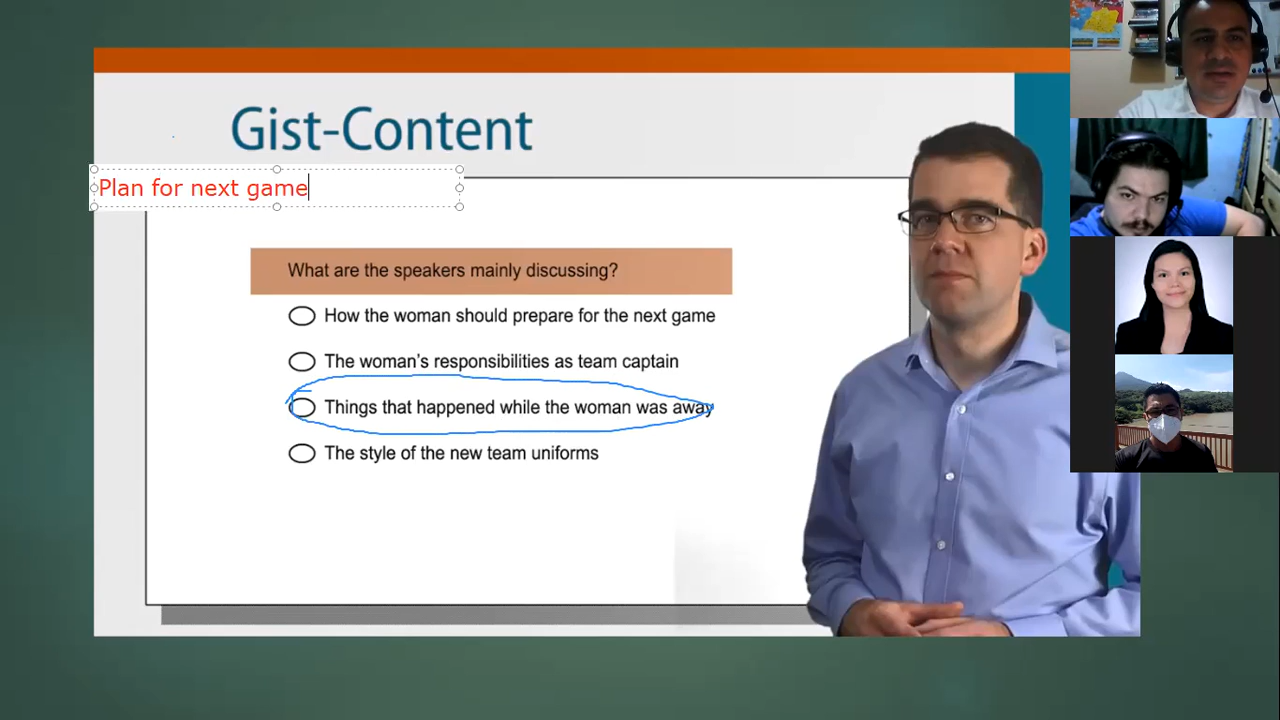 Gist-Content
Plan for next game
What are the speakers mainly discussing?
How the woman should prepare for the next game
The woman's responsibilities as team captain
Things that happened while the woman was away
The style of the new team uniforms